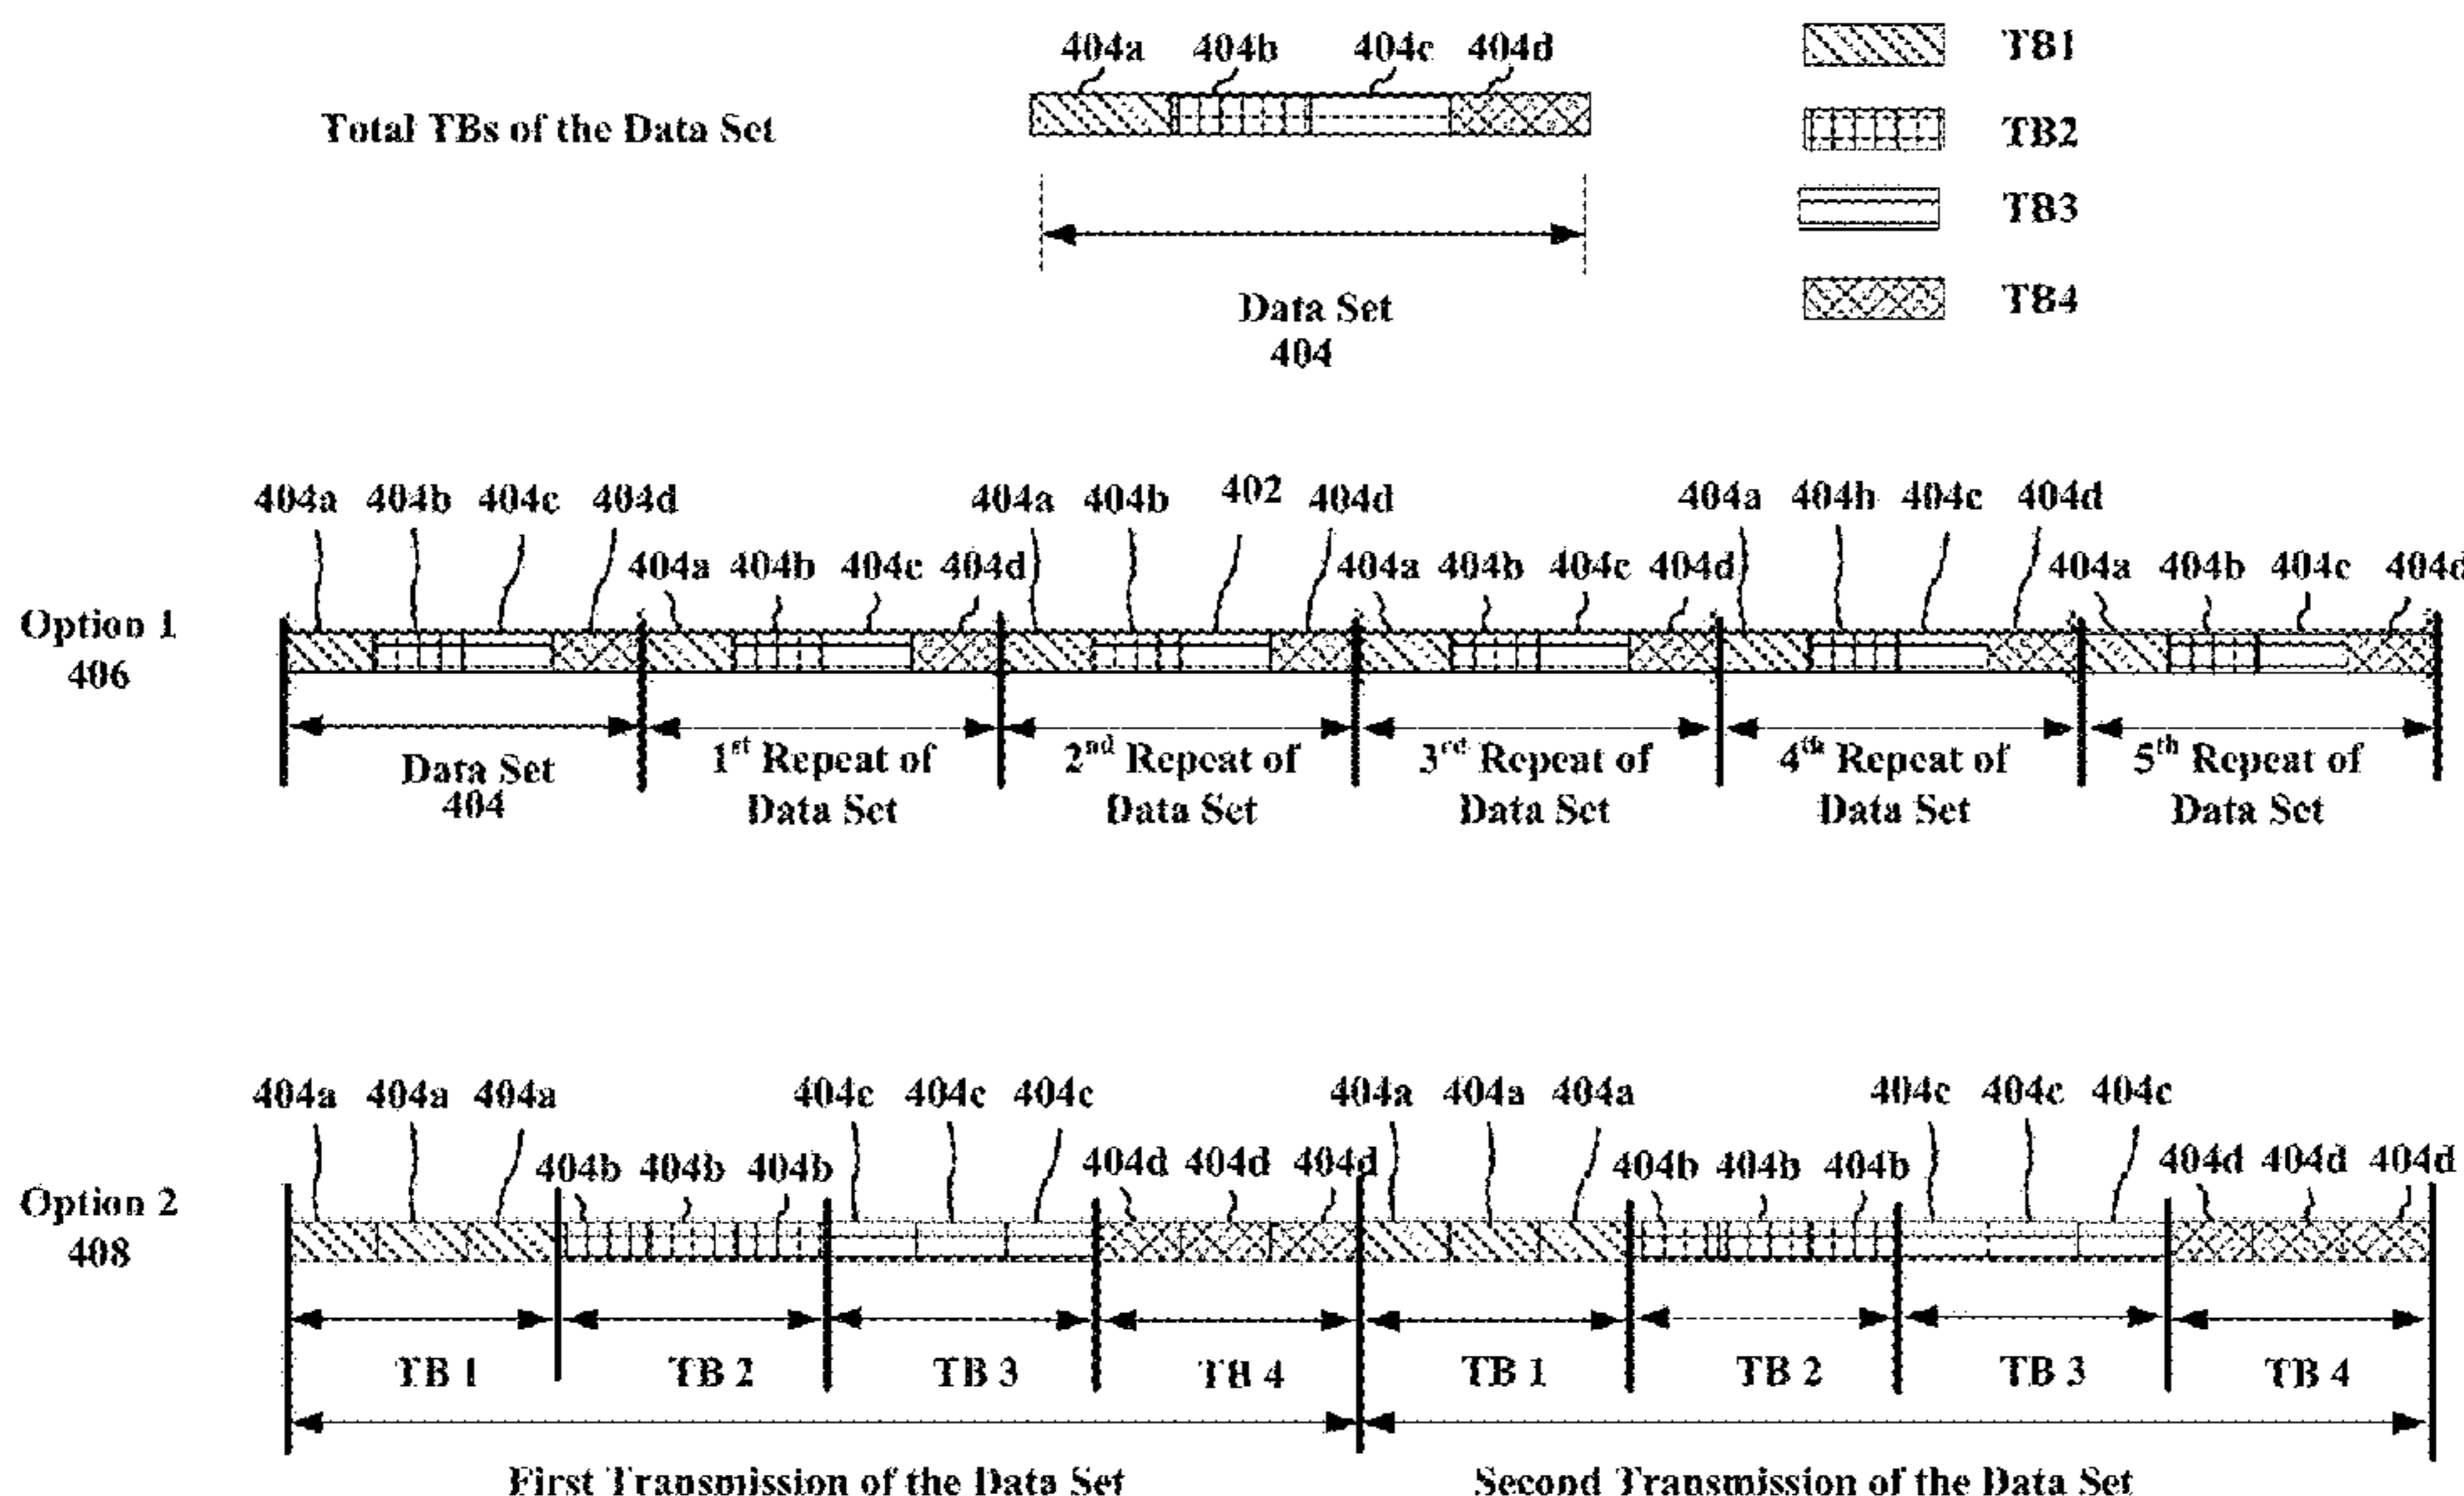 404a 404b 404c 404d
Total TBs of the Data Set
TB1
TB2
TB3
TB4
Data Set
404
404a 404b 404c 404d 404a 404b 402 404d 404a 404b 404c 404d
404a 404b 404c 404d 404a 404b 404c 404d 404a 404b 404c 404d
Option 1
406
Data Set
404
1st Repeat of
Data Set
2nd Repeat of
Data Set
3rd Repeat of
Data Set
4th Repeat of
Data Set
5th Repeat of
Data Set
404a 404a 404a 404c 404c 404c 404a 404a 404a 404c 404c 404c
404b 404b 404b 404d 404d 404d 404b 404b 404b 404d 404d 404d
Option 2
408
TB 1 TB 2 TB 3 TB 4 TB 1 TB 2 TB 3 TB 4
First Transmission of the Data Set
Second Transmission of the Data Set